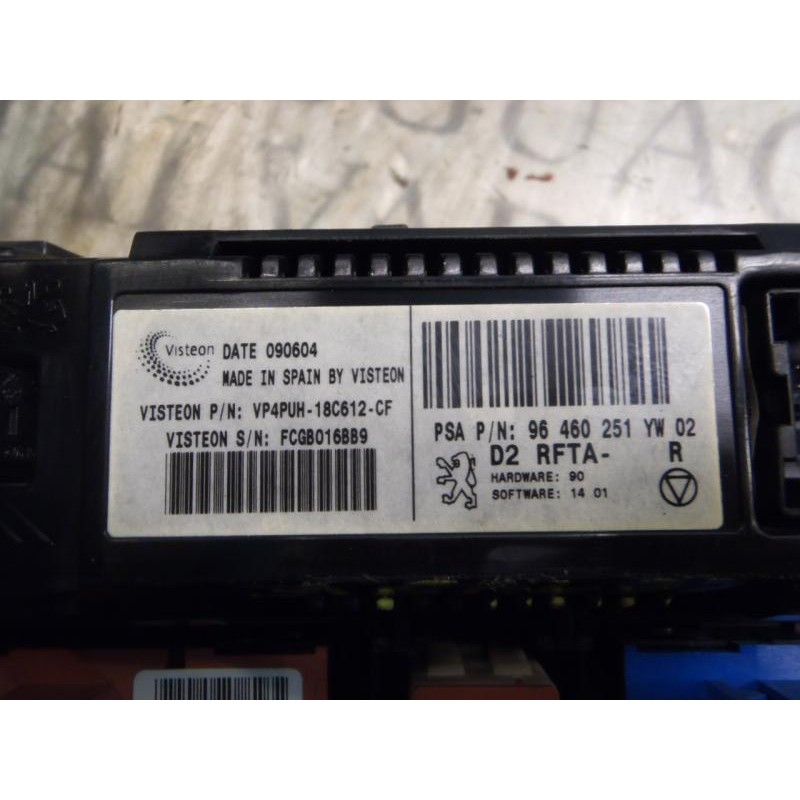 Visteon DATE 090604
MADE IN SPAIN BY VISTEON
VISTEON P/N: VP4PUH-18C612-CF
VISTEON S/N: FCGB016BB9
PSA P/N: 96 460 251 YW 02
D2 RFTA- R
HARDWARE: 90
SOFTWARE: 14 01